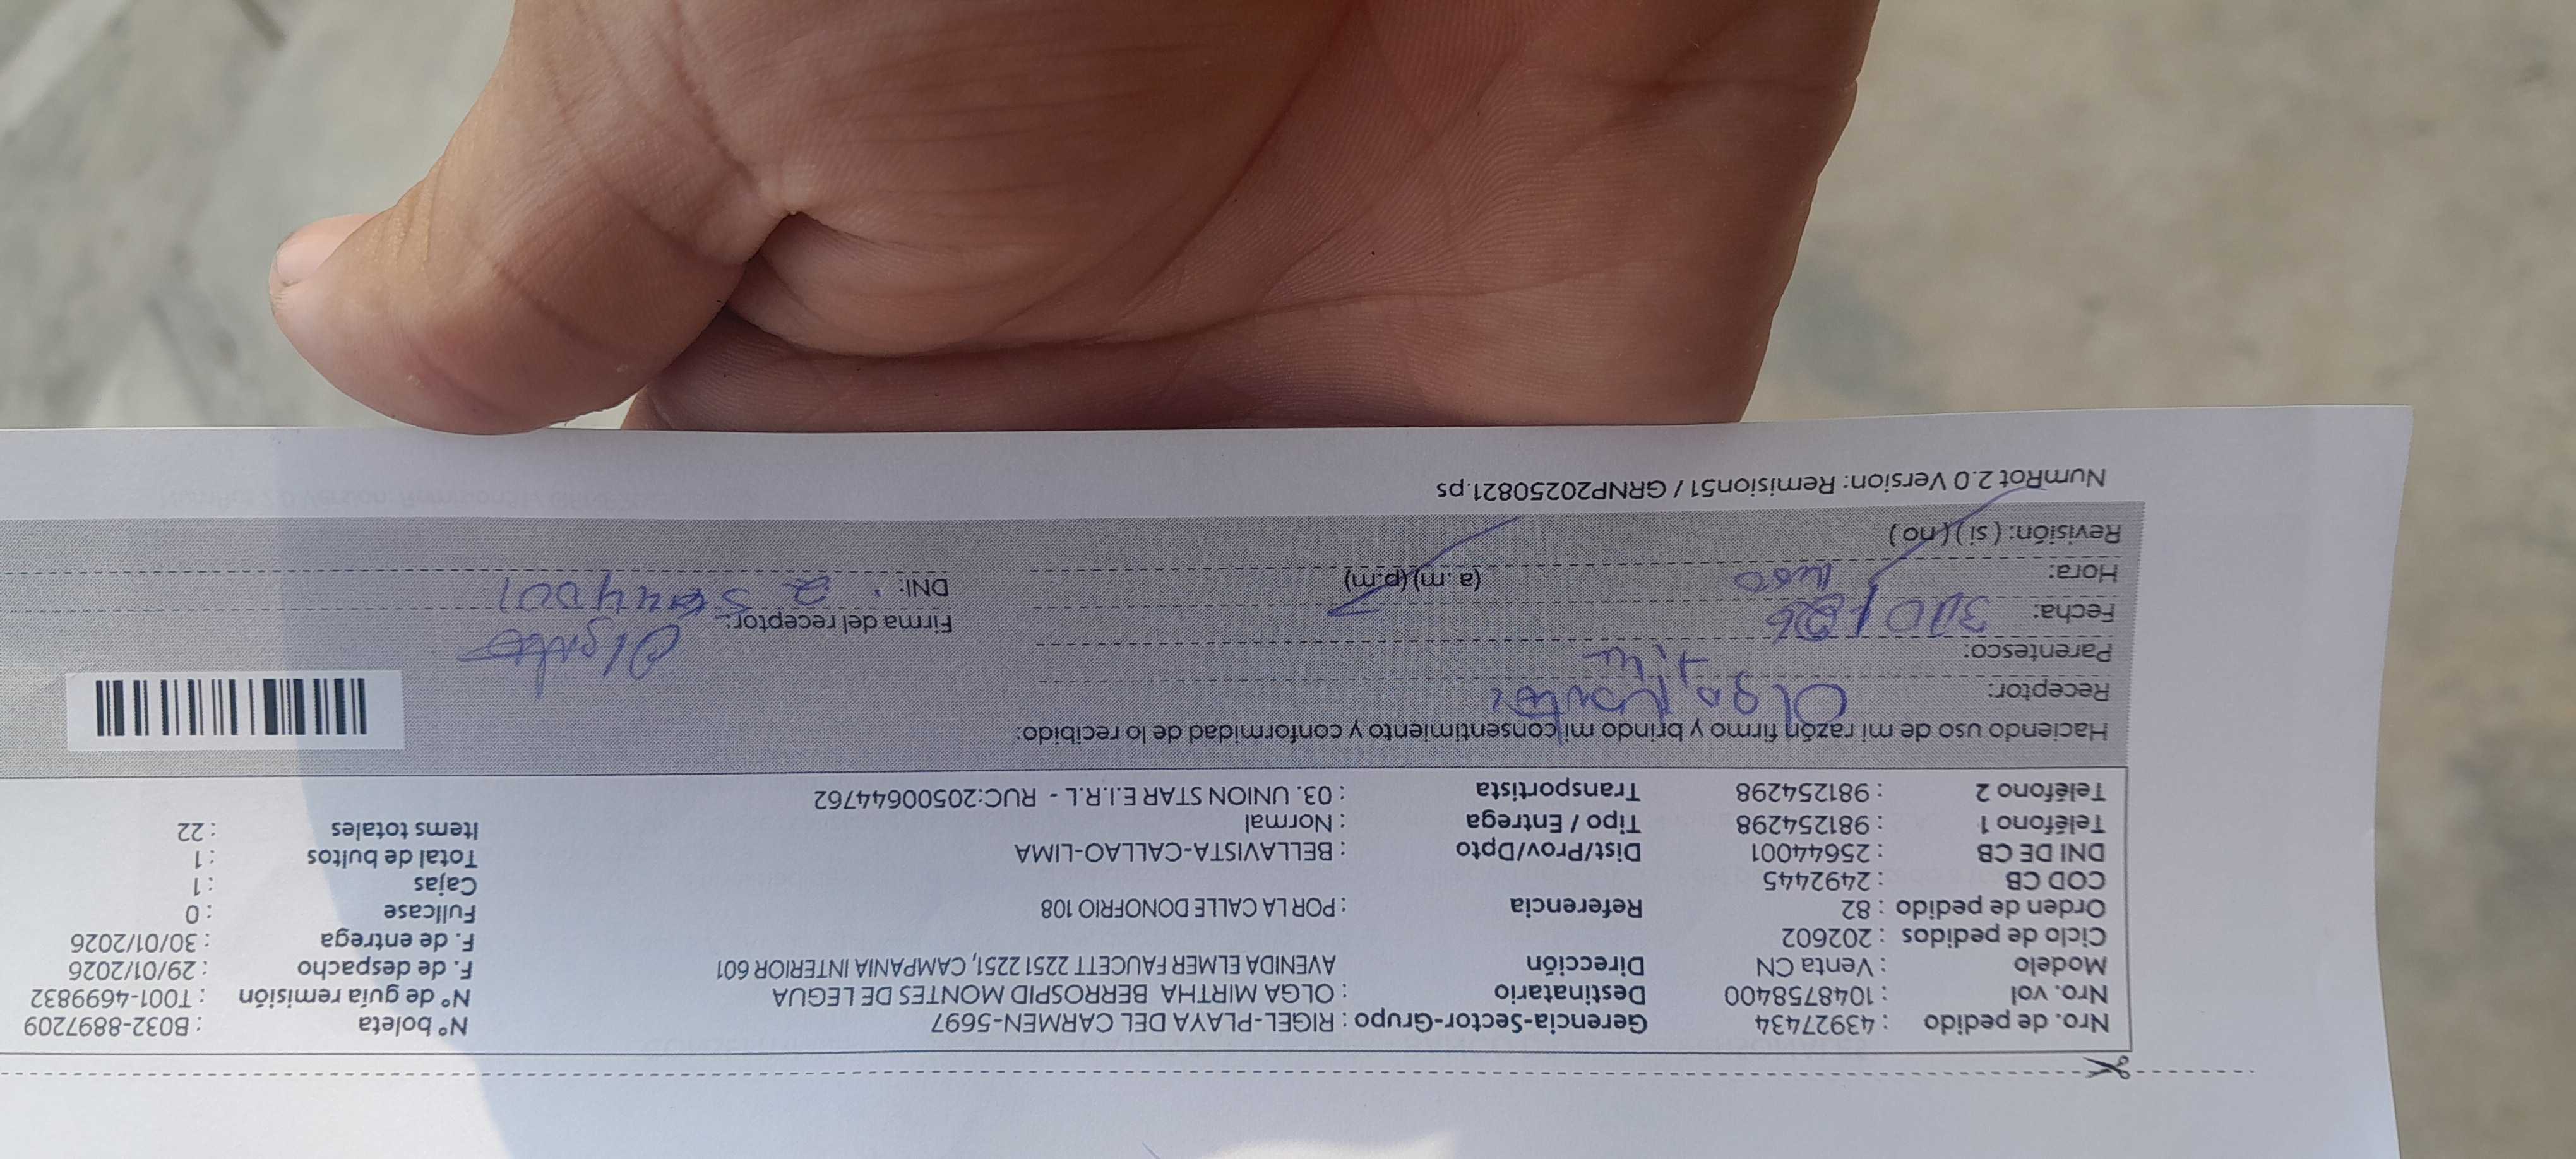 Nro. de pedido : 43927434 Gerencia-Sector-Grupo : RIGEL-PLAYA DEL CARMEN-5697 N° boleta : B032-8897209
Nro. vol : 1048758400 Destinatario : OLGA MIRTHA BERROSPID MONTES DE LEGUA N° de guía remisión : T001-4699832
Modelo : Venta CN Dirección AVENIDA ELMER FAUCETT 2251 2251, CAMPANIA INTERIOR 601 F. de despacho : 29/01/2026
Ciclo de pedidos : 202602 F. de entrega : 30/01/2026
Orden de pedido : 82 Referencia : POR LA CALLE DONOFRIO 108 Fullcase : 0
COD CB : 2492445 Cajas : 1
DNI DE CB : 25644001 Dist/Prov/Dpto : BELLAVISTA-CALLAO-LIMA Total de bultos : 1
Teléfono 1 : 981254298 Tipo / Entrega : Normal Items totales : 22
Teléfono 2 : 981254298 Transportista : 03. UNION STAR E.I.R.L - RUC:20500644762
Haciendo uso de mi razón firmo y brindo mi consentimiento y conformidad de lo recibido:
Receptor: Olga Montes
Parentesco:
Fecha: Firma del receptor:
Hora: (a .m) (p.m) DNI: 25644001
Revisión: ( si ) ( no )
NumRot 2.0 Version: Remision51 / GRNP20250821.ps